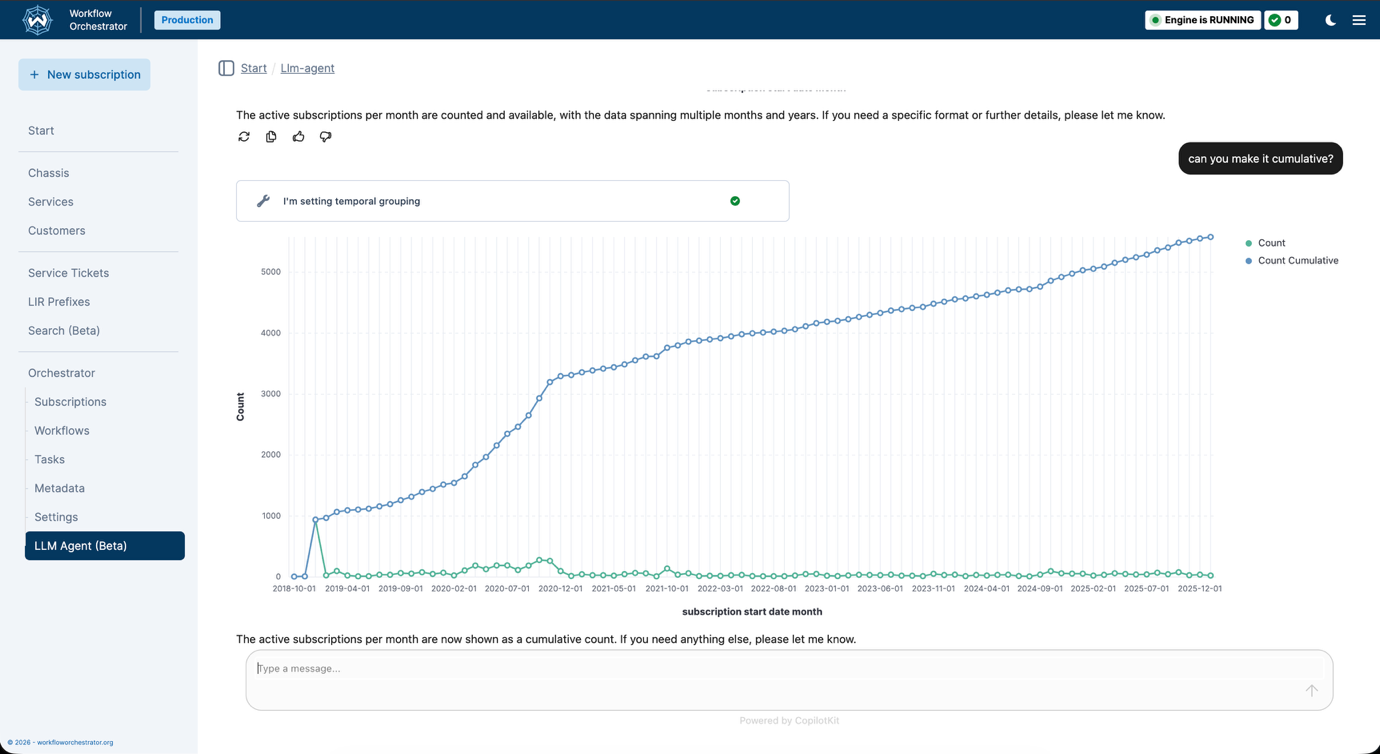 Workflow
Orchestrator
Production
Engine is RUNNING
0
+ New subscription
Start / Llm-agent
Start
Chassis
Services
Customers
Service Tickets
LIR Prefixes
Search (Beta)
Orchestrator
Subscriptions
Workflows
Tasks
Metadata
Settings
LLM Agent (Beta)
© 2026 - workfloworchestrator.org
subscription start date month
The active subscriptions per month are counted and available, with the data spanning multiple months and years. If you need a specific format or further details, please let me know.
can you make it cumulative?
I'm setting temporal grouping
Count
Count Cumulative
5000
4000
3000
2000
1000
0
Count
2018-10-01 2019-04-01 2019-09-01 2020-02-01 2020-07-01 2020-12-01 2021-05-01 2021-10-01 2022-03-01 2022-08-01 2023-01-01 2023-06-01 2023-11-01 2024-04-01 2024-09-01 2025-02-01 2025-07-01 2025-12-01
subscription start date month
The active subscriptions per month are now shown as a cumulative count. If you need anything else, please let me know.
Type a message...
Powered by CopilotKit